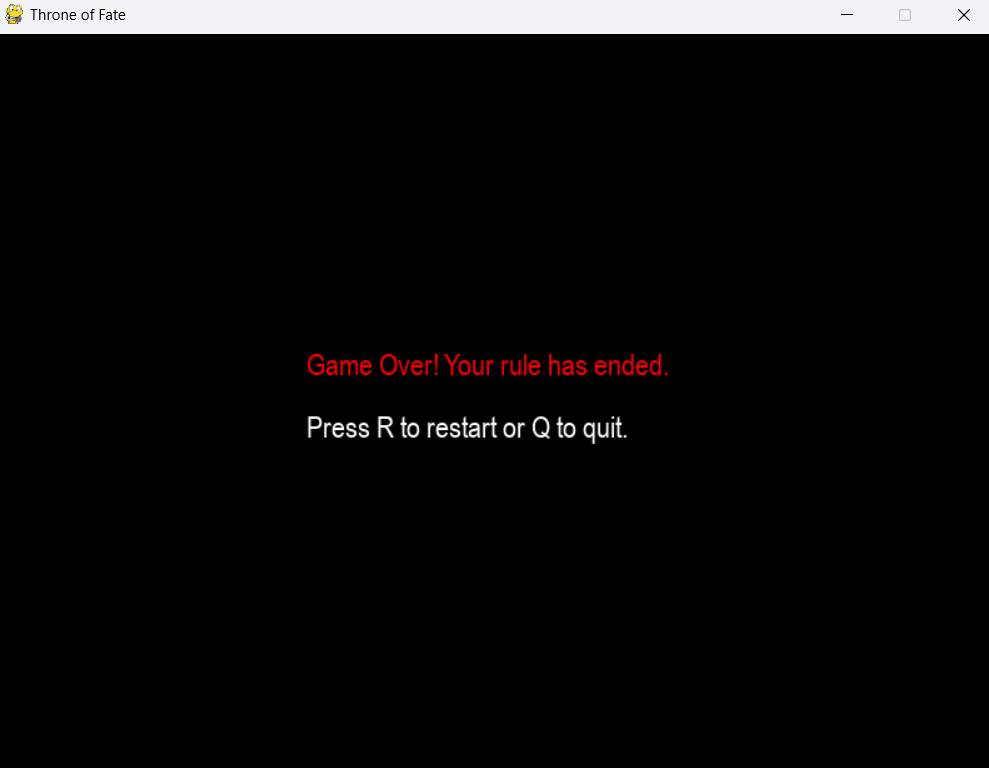 Throne of Fate
Game Over! Your rule has ended.
Press R to restart or Q to quit.